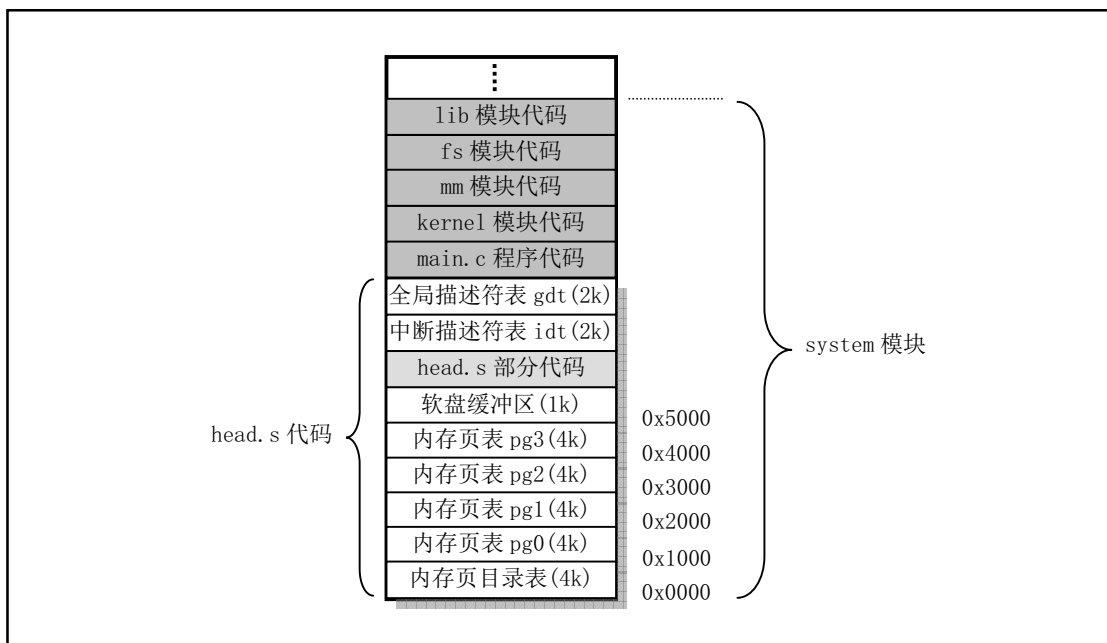 lib 模块代码
fs 模块代码
mm 模块代码
kernel 模块代码
main.c 程序代码
全局描述符表 gdt(2k)
中断描述符表 idt(2k)
head.s 部分代码
软盘缓冲区(1k)
内存页表 pg3(4k)
内存页表 pg2(4k)
内存页表 pg1(4k)
内存页表 pg0(4k)
内存页目录表(4k)
head.s 代码
0x5000
0x4000
0x3000
0x2000
0x1000
0x0000
system 模块